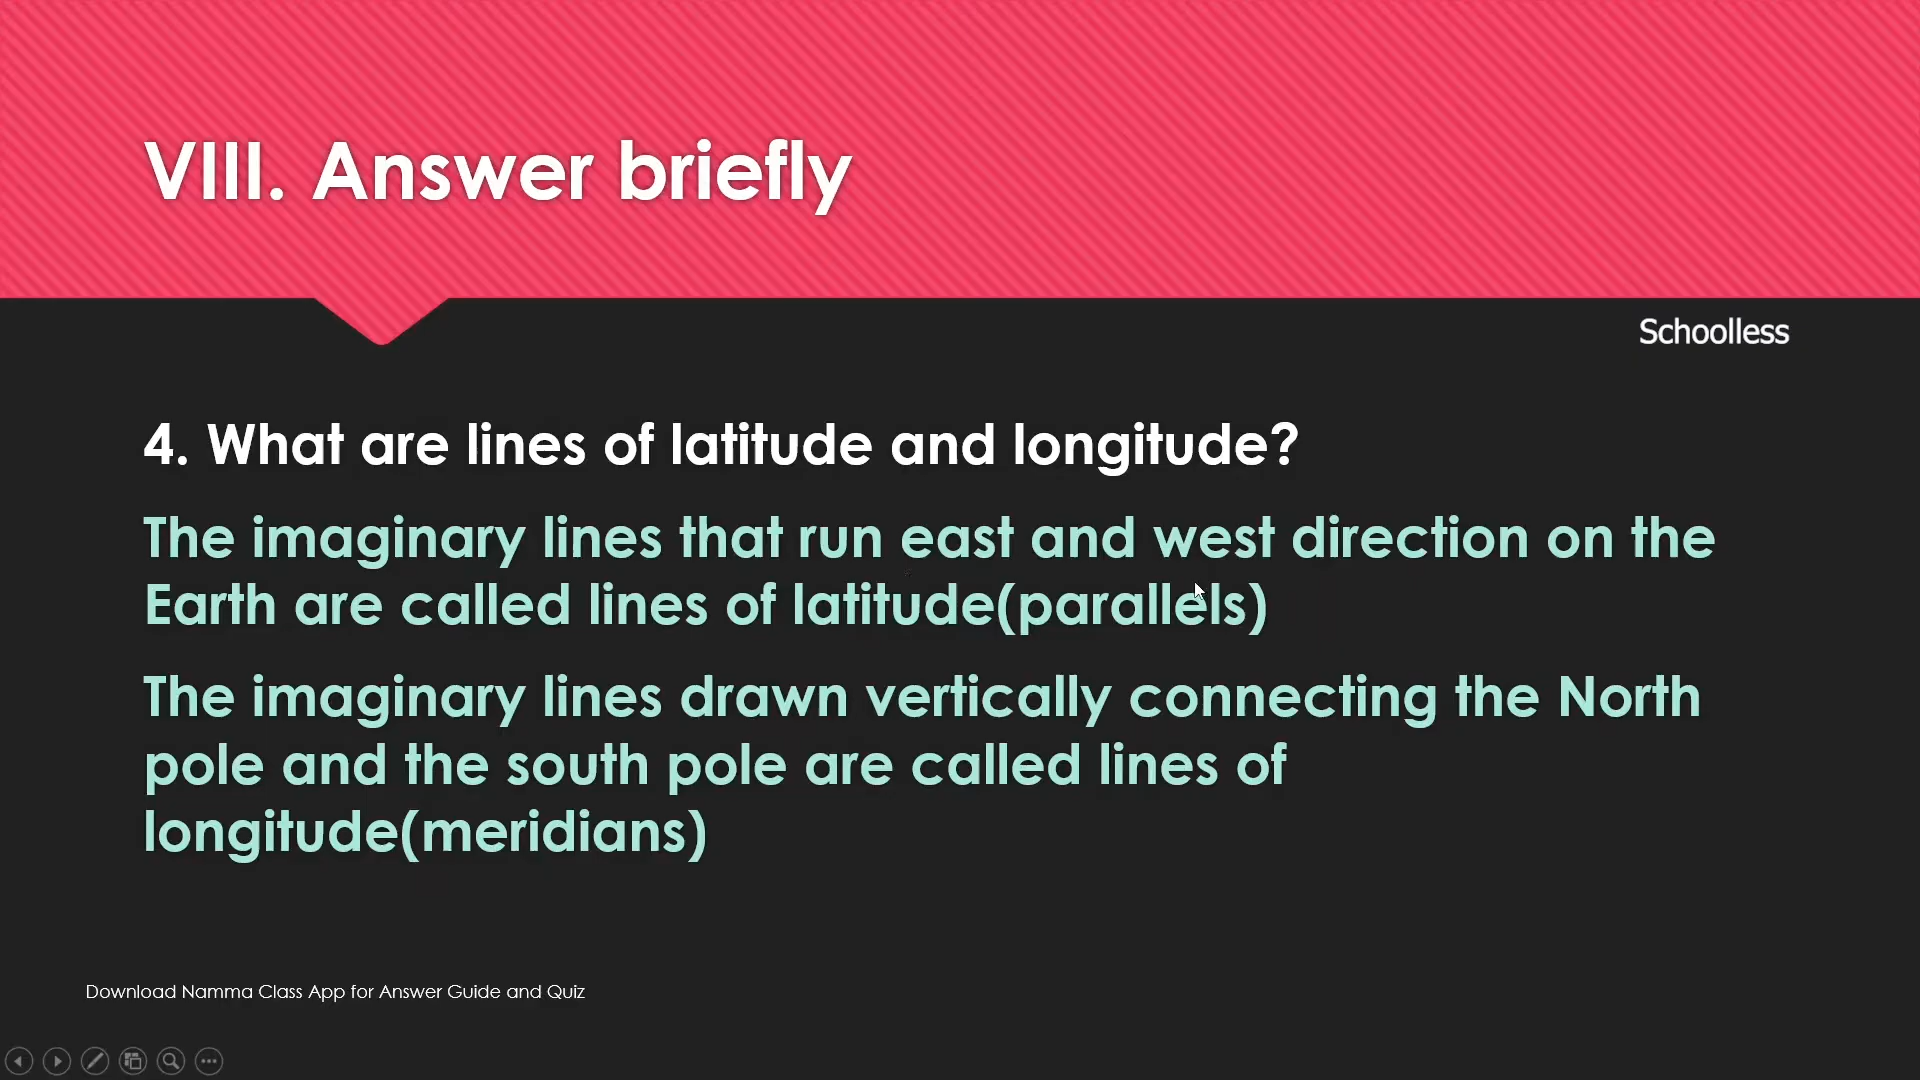 VIII. Answer briefly
Schoolless
4. What are lines of latitude and longitude?
The imaginary lines that run east and west direction on the
Earth are called lines of latitude(parallels)
The imaginary lines drawn vertically connecting the North
pole and the south pole are called lines of
longitude(meridians)
Download Namma Class App for Answer Guide and Quiz